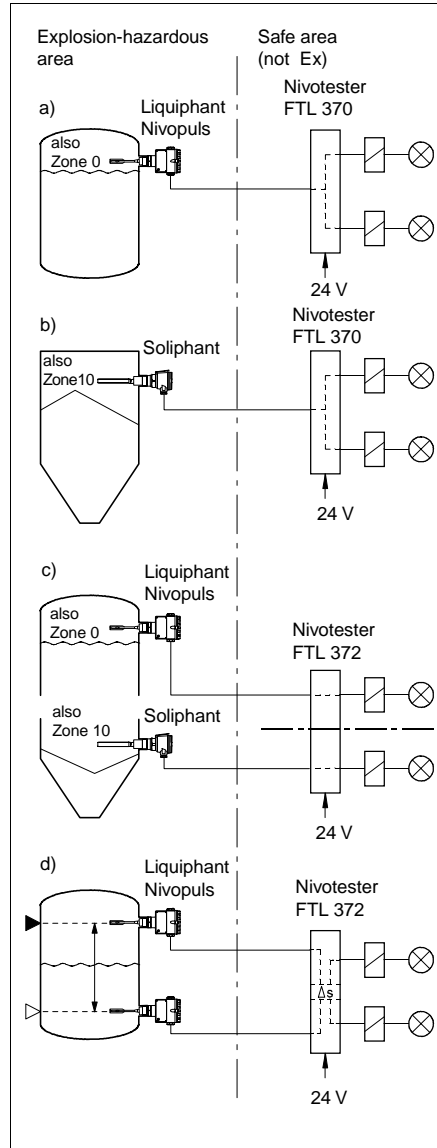 Explosion-hazardous
area
Safe area
(not Ex)
a)
Liquiphant
Nivopuls
Nivotester
FTL 370
also
Zone 0
24 V
b)
Soliphant
Nivotester
FTL 370
also
Zone10
24 V
c)
Liquiphant
Nivopuls
Nivotester
FTL 372
also
Zone 0
also
Zone 10
Soliphant
24 V
d)
Liquiphant
Nivopuls
Nivotester
FTL 372
Δs
24 V